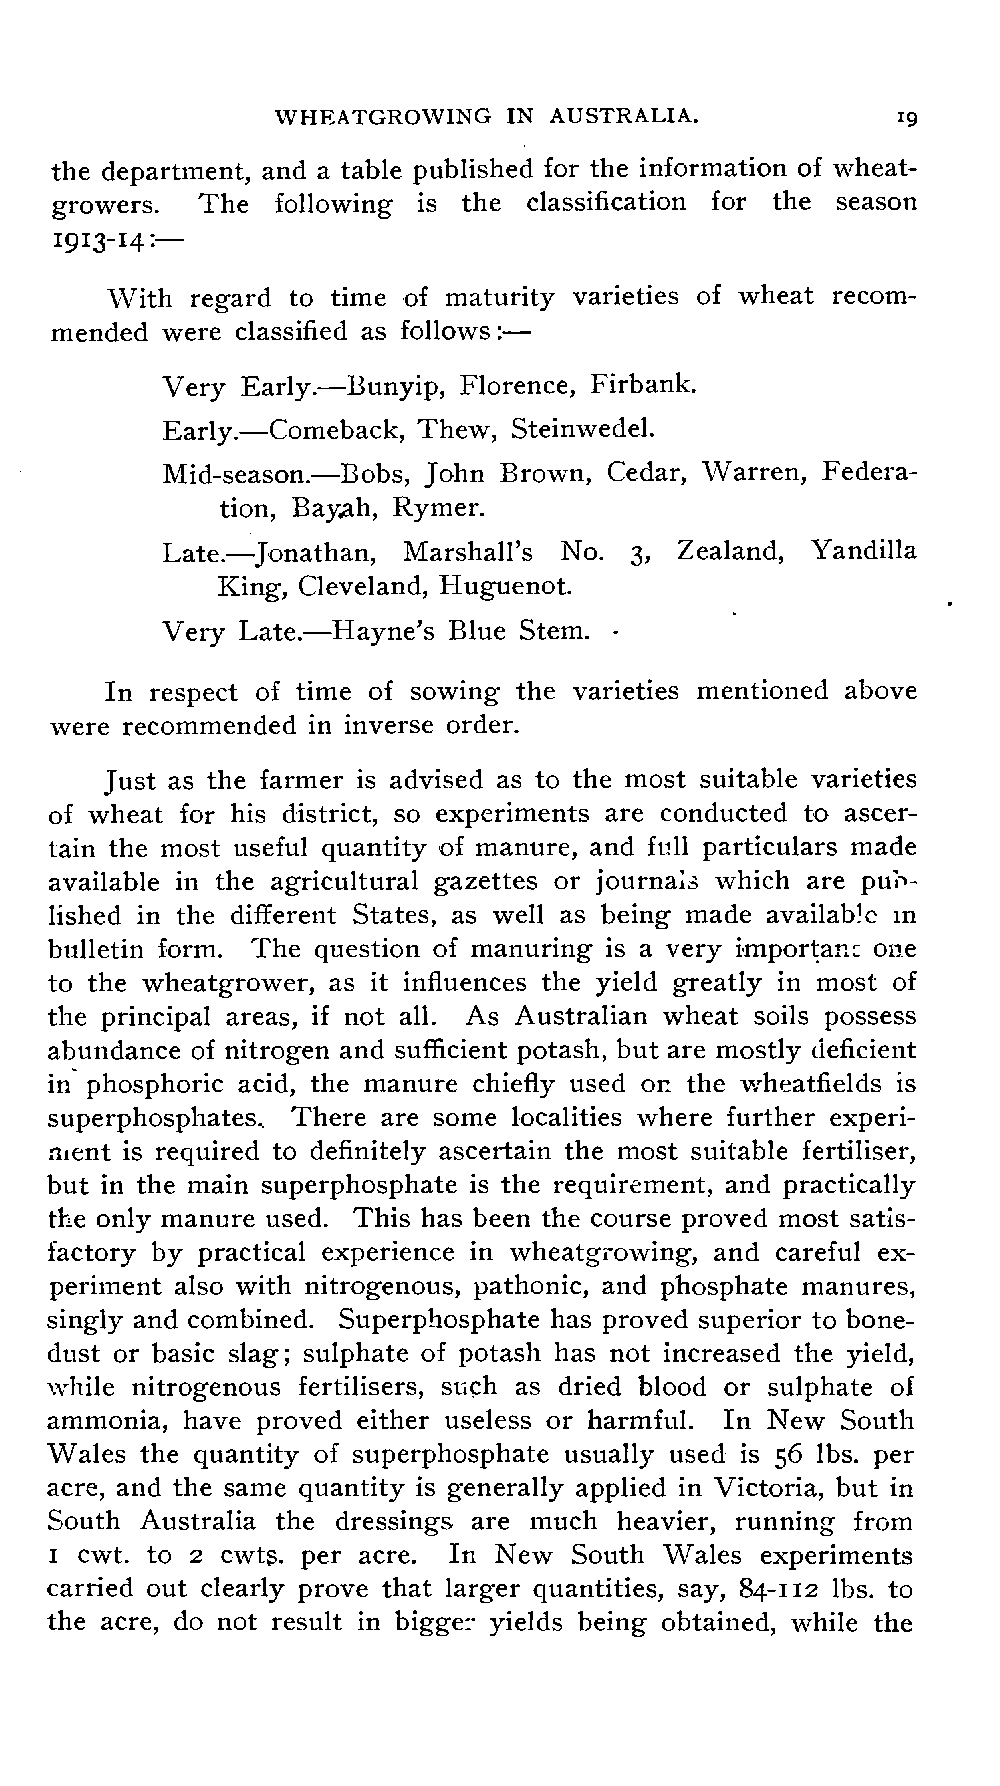 WHEATGROWING IN AUSTRALIA. 19
the department, and a table published for the information of wheat-
growers. The following is the classification for the season
1913-14:—
With regard to time of maturity varieties of wheat recom-
mended were classified as follows:—
Very Early.—Bunyip, Florence, Firbank.
Early.—Comeback, Thew, Steinwedel.
Mid-season.—Bobs, John Brown, Cedar, Warren, Federa-
tion, Bayah, Rymer.
Late.—Jonathan, Marshall's No. 3, Zealand, Yandilla
King, Cleveland, Huguenot.
Very Late.—Hayne's Blue Stem.
In respect of time of sowing the varieties mentioned above
were recommended in inverse order.
Just as the farmer is advised as to the most suitable varieties
of wheat for his district, so experiments are conducted to ascer-
tain the most useful quantity of manure, and full particulars made
available in the agricultural gazettes or journals which are pub-
lished in the different States, as well as being made available in
bulletin form. The question of manuring is a very important one
to the wheatgrower, as it influences the yield greatly in most of
the principal areas, if not all. As Australian wheat soils possess
abundance of nitrogen and sufficient potash, but are mostly deficient
in phosphoric acid, the manure chiefly used on the wheatfields is
superphosphates. There are some localities where further experi-
ment is required to definitely ascertain the most suitable fertiliser,
but in the main superphosphate is the requirement, and practically
the only manure used. This has been the course proved most satis-
factory by practical experience in wheatgrowing, and careful ex-
periment also with nitrogenous, pathonic, and phosphate manures,
singly and combined. Superphosphate has proved superior to bone-
dust or basic slag; sulphate of potash has not increased the yield,
while nitrogenous fertilisers, such as dried blood or sulphate of
ammonia, have proved either useless or harmful. In New South
Wales the quantity of superphosphate usually used is 56 lbs. per
acre, and the same quantity is generally applied in Victoria, but in
South Australia the dressings are much heavier, running from
1 cwt. to 2 cwts. per acre. In New South Wales experiments
carried out clearly prove that larger quantities, say, 84-112 lbs. to
the acre, do not result in bigger yields being obtained, while the